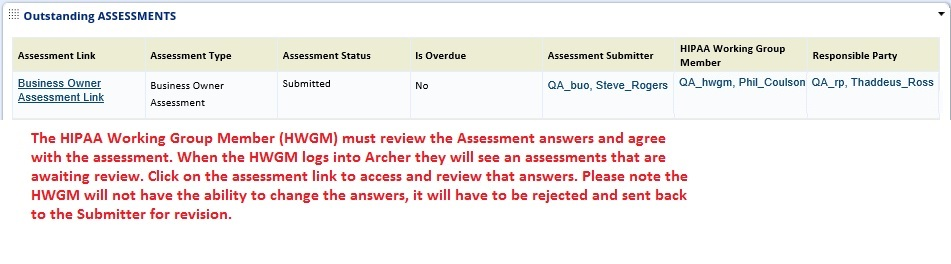 Outstanding ASSESSMENTS
Assessment Link Assessment Type Assessment Status Is Overdue Assessment Submitter HIPAA Working Group Member Responsible Party
Business Owner Assessment Link Business Owner Assessment Submitted No QA_buo, Steve_Rogers QA_hwgm, Phil_Coulson QA_rp, Thaddeus_Ross
The HIPAA Working Group Member (HWGM) must review the Assessment answers and agree
with the assessment. When the HWGM logs into Archer they will see an assessments that are
awaiting review. Click on the assessment link to access and review that answers. Please note the
HWGM will not have the ability to change the answers, it will have to be rejected and sent back
to the Submitter for revision.